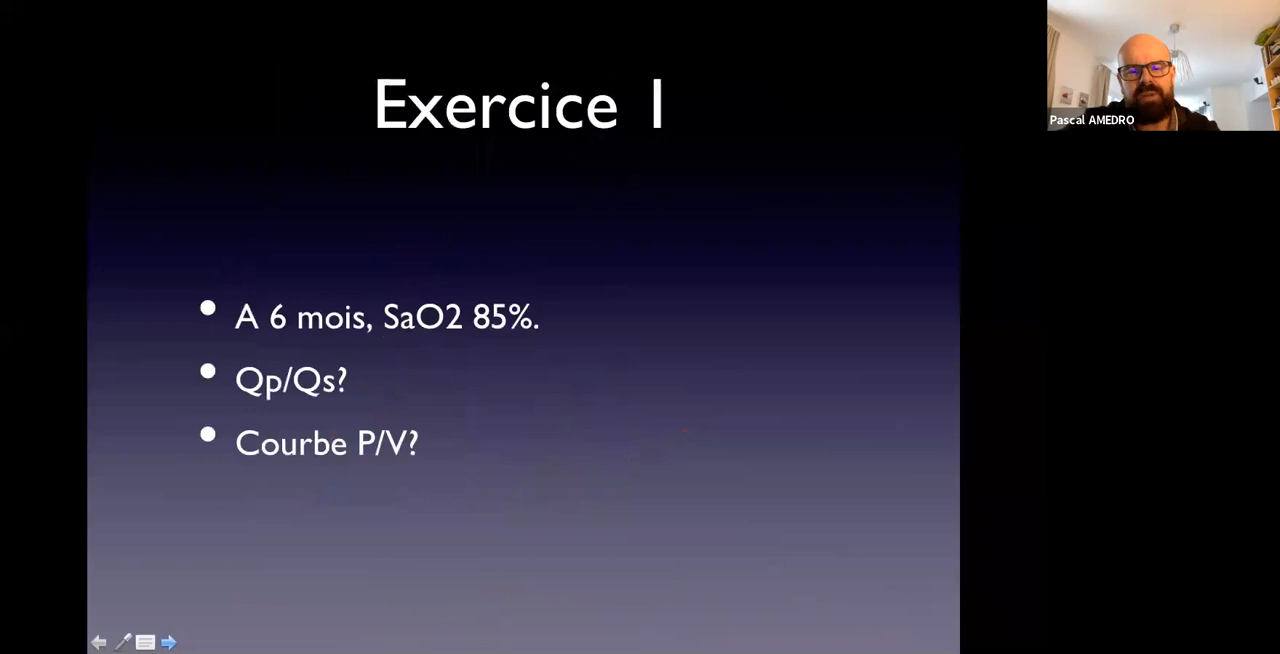 Exercice 1
Pascal AMEDRO
A 6 mois, SaO2 85%.
Qp/Qs?
Courbe P/V?